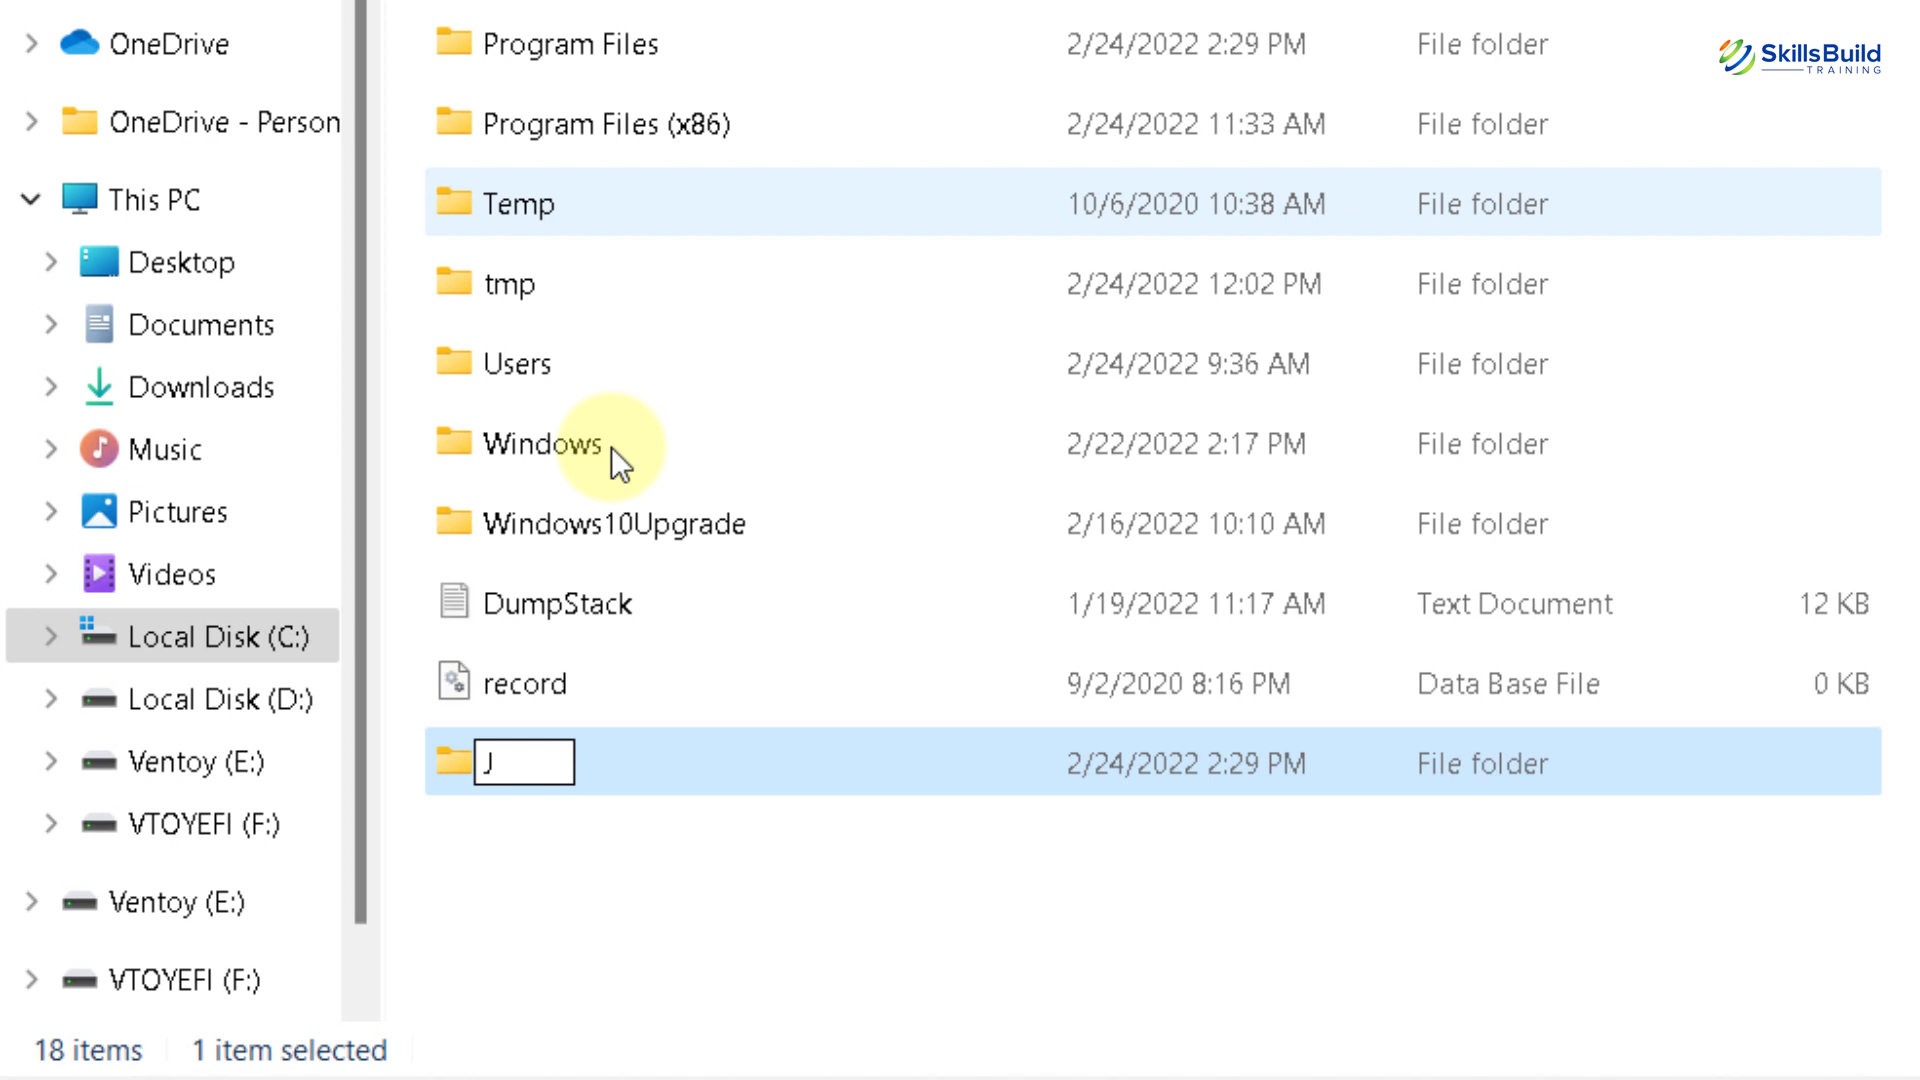 OneDrive
OneDrive - Person
This PC
Desktop
Documents
Downloads
Music
Pictures
Videos
Local Disk (C:)
Local Disk (D:)
Ventoy (E:)
VTOYEFI (F:)
Ventoy (E:)
VTOYEFI (F:)
Program Files 2/24/2022 2:29 PM File folder
Program Files (x86) 2/24/2022 11:33 AM File folder
Temp 10/6/2020 10:38 AM File folder
tmp 2/24/2022 12:02 PM File folder
Users 2/24/2022 9:36 AM File folder
Windows 2/22/2022 2:17 PM File folder
Windows10Upgrade 2/16/2022 10:10 AM File folder
DumpStack 1/19/2022 11:17 AM Text Document 12 KB
record 9/2/2020 8:16 PM Data Base File 0 KB
J 2/24/2022 2:29 PM File folder
SkillsBuild
TRAINING
18 items 1 item selected